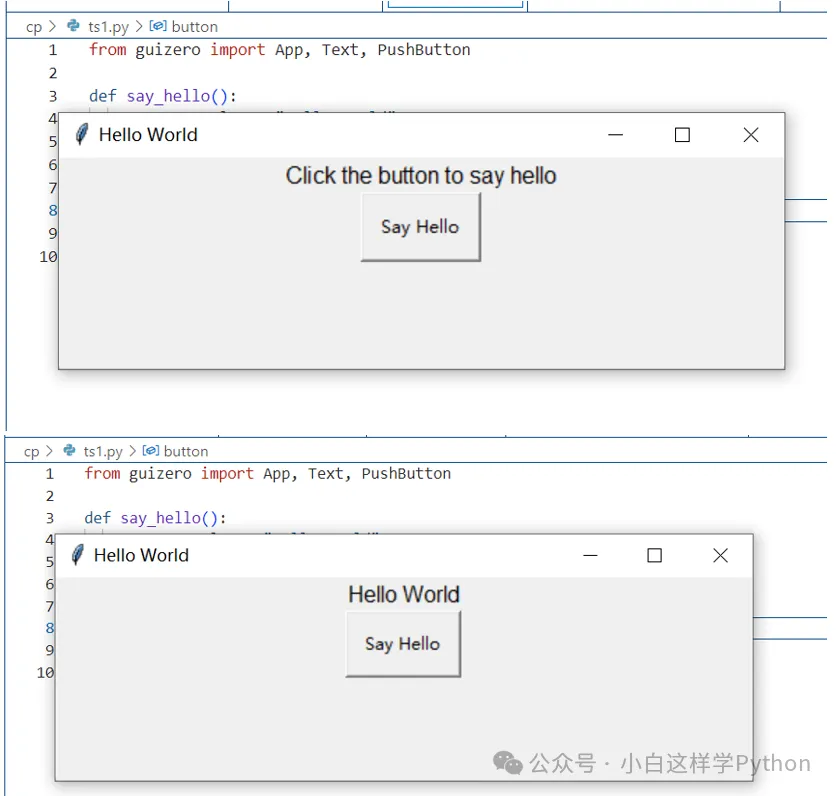 cp > ts1.py > button
1 from guizero import App, Text, PushButton
2
3 def say_hello():
4
Hello World
5
Click the button to say hello
6
7
Say Hello
8
9
10
cp > ts1.py > button
1 from guizero import App, Text, PushButton
2
3 def say_hello():
4
Hello World
5
6
Hello World
7
8
Say Hello
9
10
公众号 · 小白这样学Python